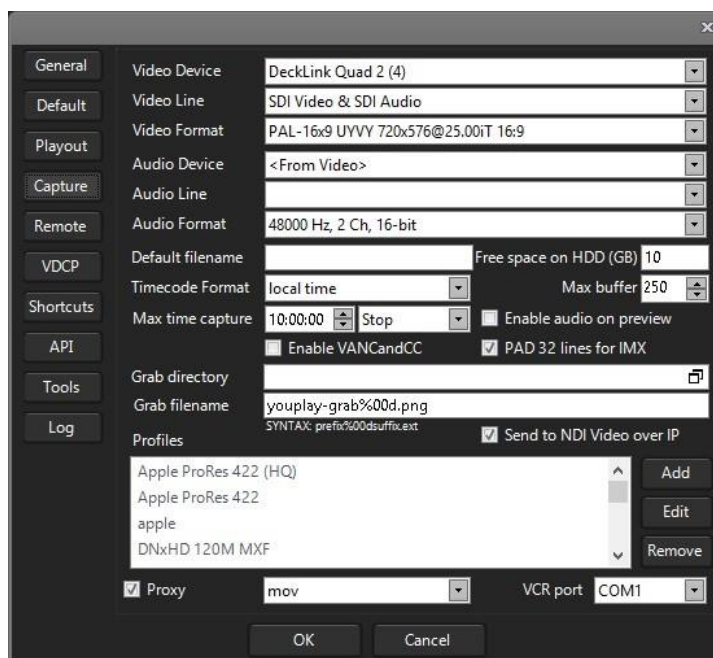 General
Default
Playout
Capture
Remote
VDCP
Shortcuts
API
Tools
Log
Video Device DeckLink Quad 2 (4)
Video Line SDI Video & SDI Audio
Video Format PAL-16x9 UYVY 720x576@25.00iT 16:9
Audio Device <From Video>
Audio Line
Audio Format 48000 Hz, 2 Ch, 16-bit
Default filename Free space on HDD (GB) 10
Timecode Format local time Max buffer 250
Max time capture 10:00:00 Stop Enable audio on preview
Enable VANCandCC PAD 32 lines for IMX
Grab directory
Grab filename youplay-grab%00d.png
SYNTAX: prefix%00dsuffix.ext
Profiles Send to NDI Video over IP
Apple ProRes 422 (HQ)
Apple ProRes 422
apple
DNxHD 120M MXF
Add
Edit
Remove
Proxy mov VCR port COM1
OK Cancel